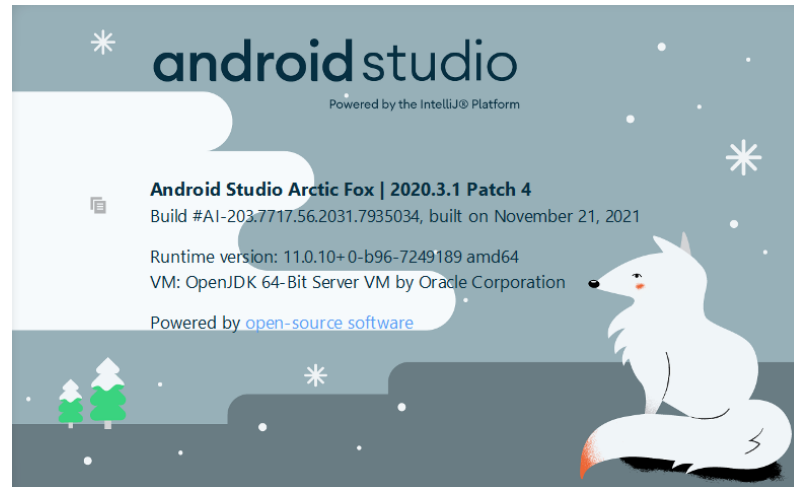 android studio
Powered by the IntelliJ® Platform
Android Studio Arctic Fox | 2020.3.1 Patch 4
Build #AI-203.7717.56.2031.7935034, built on November 21, 2021
Runtime version: 11.0.10+0-b96-7249189 amd64
VM: OpenJDK 64-Bit Server VM by Oracle Corporation
Powered by open-source software